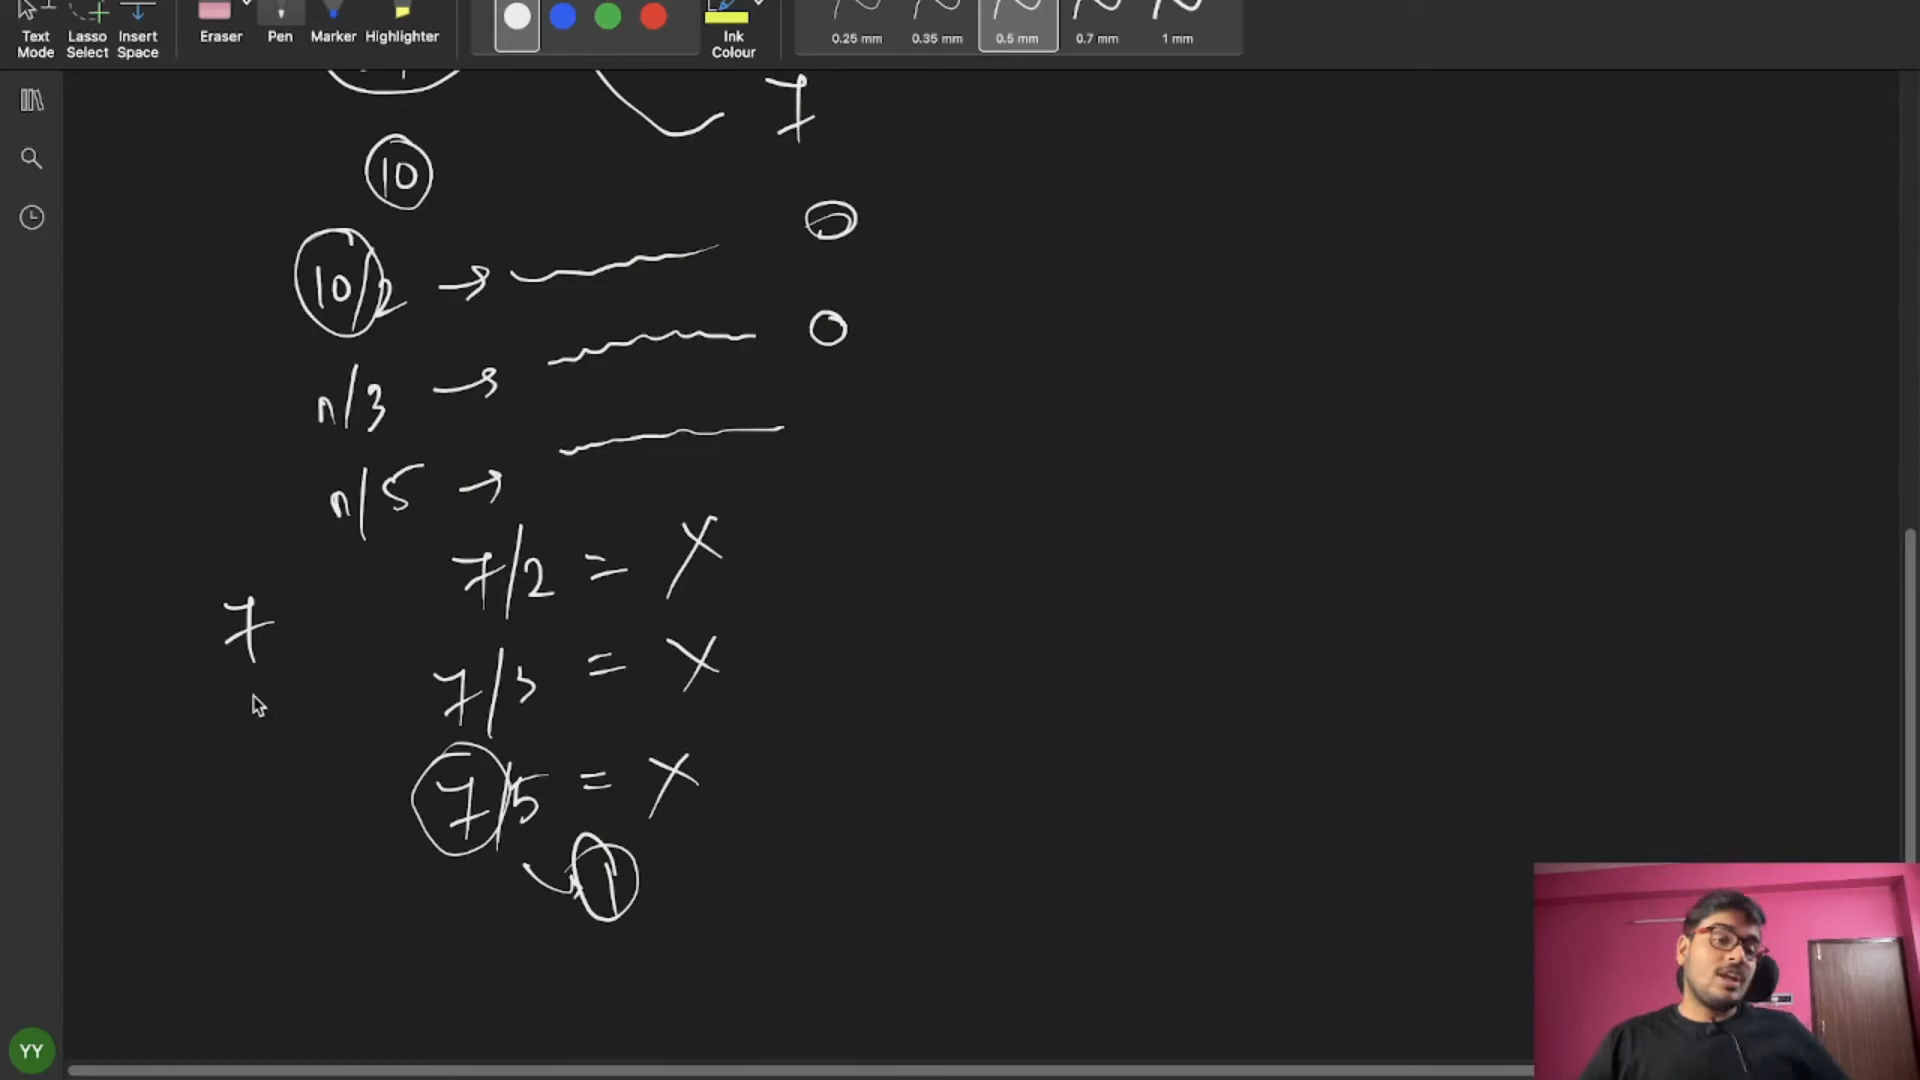 Text Mode
Lasso Select
Insert Space
Eraser
Pen
Marker
Highlighter
Ink Colour
0.25 mm
0.35 mm
0.5 mm
0.7 mm
1 mm
7
10
10/2 →
n/3 →
n/5 →
7/2 = X
7
7/3 = X
7/5 = X
1
YY